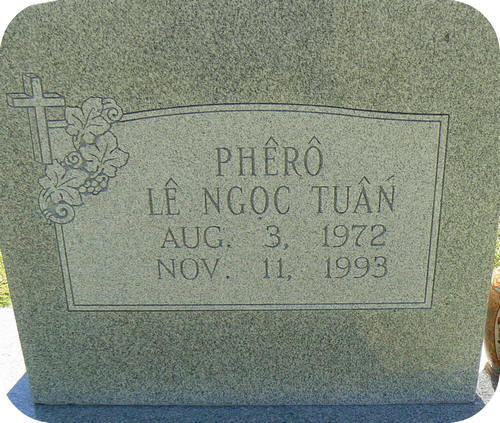 PHÊRÔ
LÊ NGỌC TUẤN
AUG. 3, 1972
NOV. 11, 1993